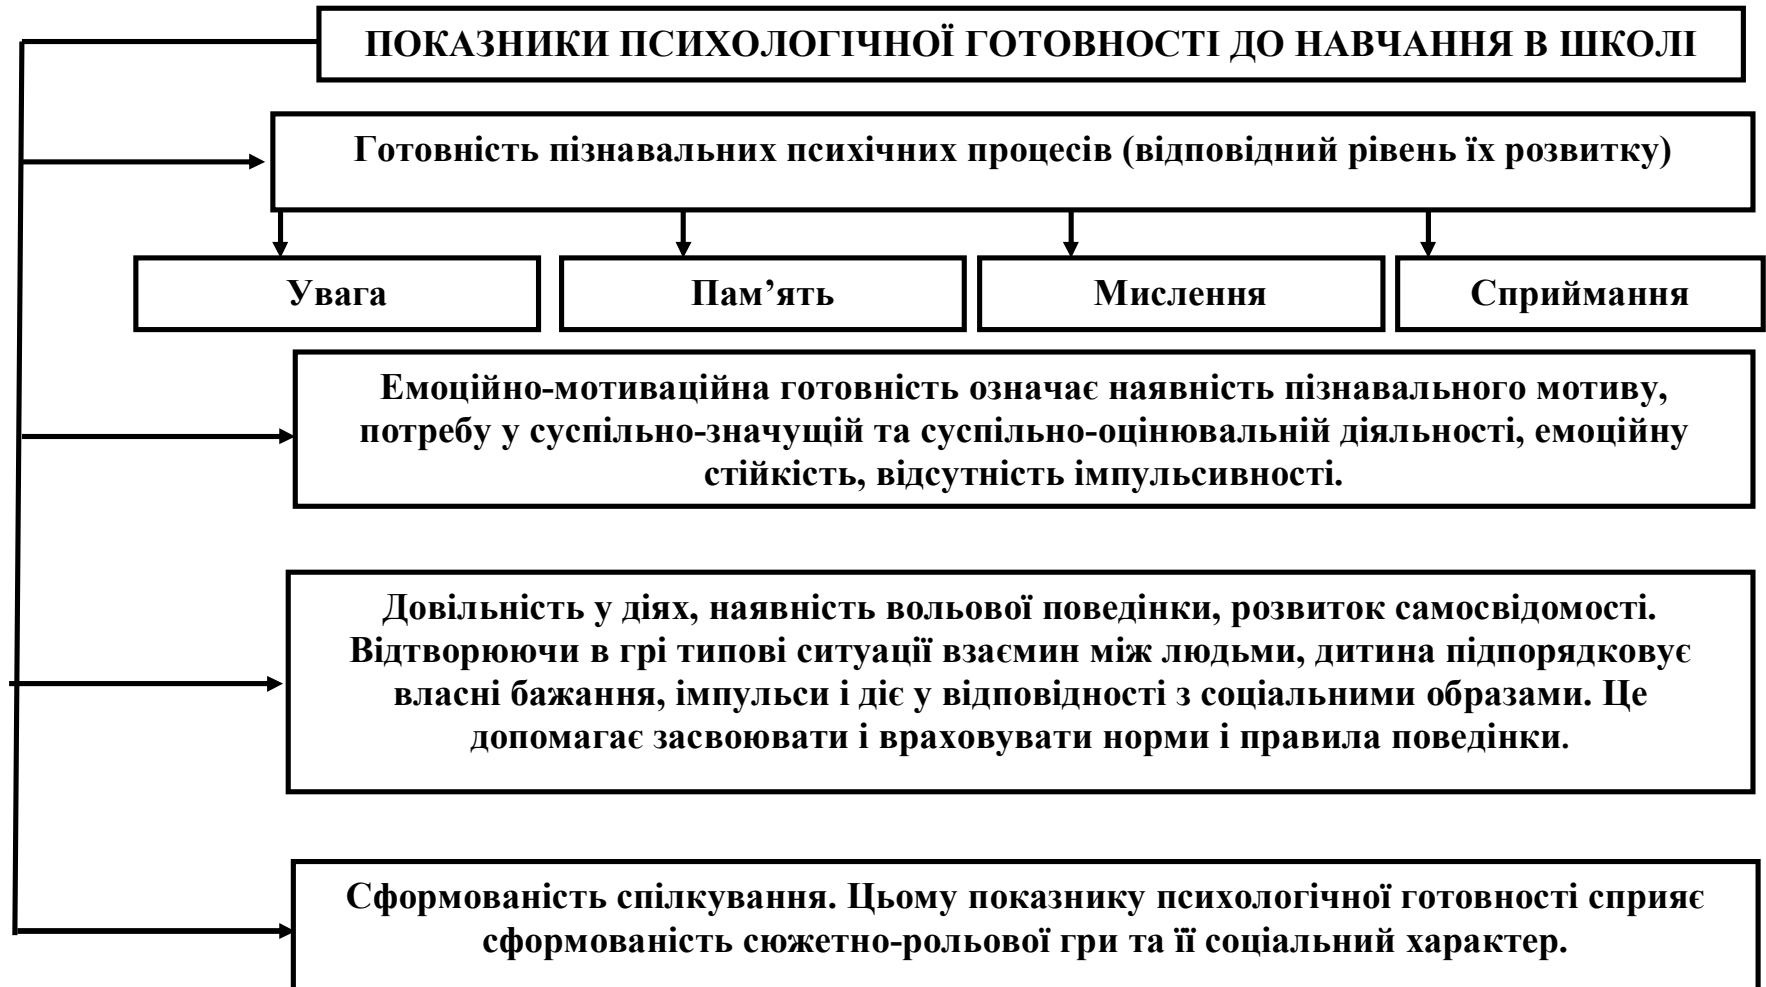 ПОКАЗНИКИ ПСИХОЛОГІЧНОЇ ГОТОВНОСТІ ДО НАВЧАННЯ В ШКОЛІ
Готовність пізнавальних психічних процесів (відповідний рівень їх розвитку)
Увага
Пам’ять
Мислення
Сприймання
Емоційно-мотиваційна готовність означає наявність пізнавального мотиву,
потребу у суспільно-значущій та суспільно-оцінювальній діяльності, емоційну
стійкість, відсутність імпульсивності.
Довільність у діях, наявність вольової поведінки, розвиток самосвідомості.
Відтворюючи в грі типові ситуації взаємин між людьми, дитина підпорядковує
власні бажання, імпульси і діє у відповідності з соціальними образами. Це
допомагає засвоювати і враховувати норми і правила поведінки.
Сформованість спілкування. Цьому показнику психологічної готовності сприяє
сформованість сюжетно-рольової гри та її соціальний характер.